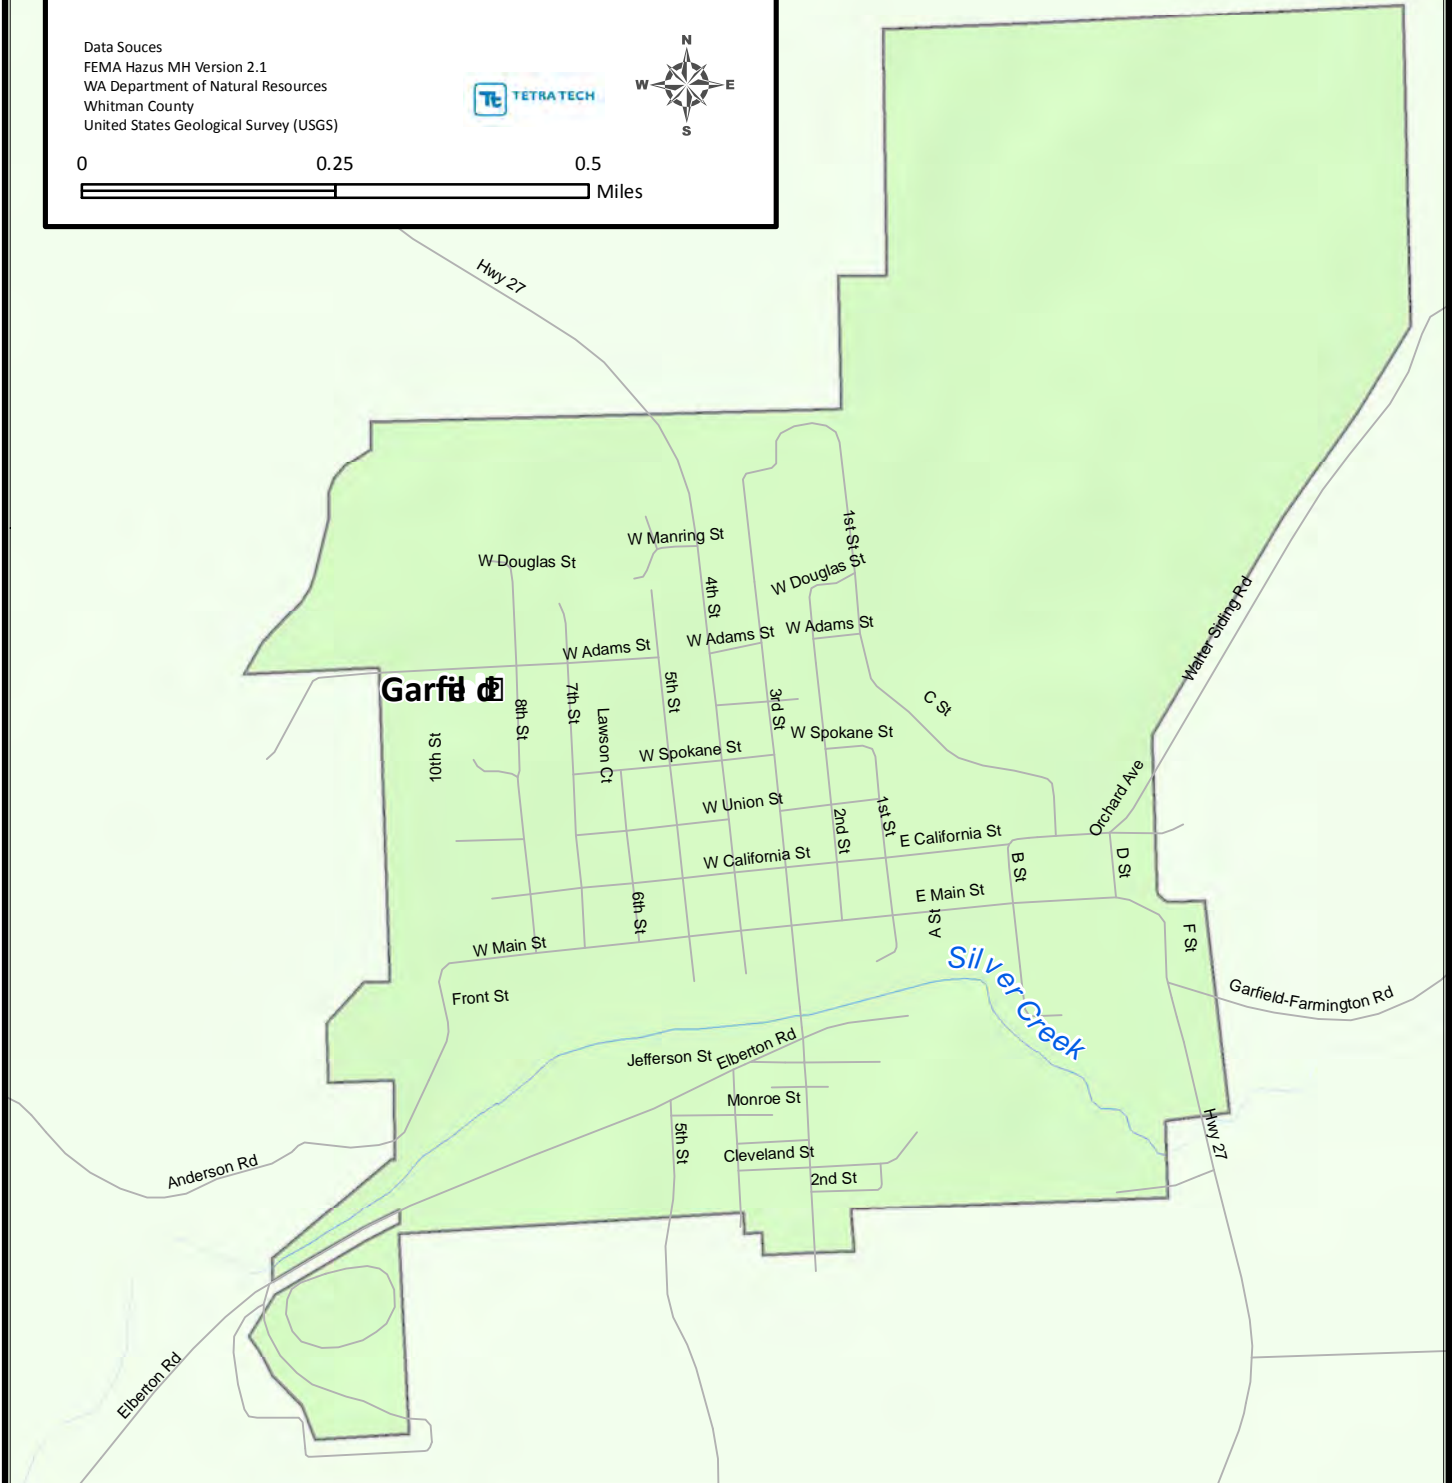 Data Souces
FEMA Hazus MH Version 2.1
WA Department of Natural Resources
Whitman County
United States Geological Survey (USGS)
Tt TETRA TECH
N
W E
S
0 0.25 0.5
Miles
Hwy 27
1st St
W Manring St
W Douglas St
W Douglas St
4th St
Walter Siding Rd
W Adams St
W Adams St
W Adams St
Garfield
5th St
7th St
8th St
3rd St
C St
Lawson Ct
10th St
W Spokane St
W Spokane St
Orchard Ave
W Union St
2nd St
1st St
E California St
W California St
B St
D St
E Main St
6th St
A St
F St
W Main St
Silver Creek
Front St
Garfield-Farmington Rd
Jefferson St
Elberton Rd
Monroe St
5th St
Hwy 27
Cleveland St
2nd St
Anderson Rd
Elberton Rd